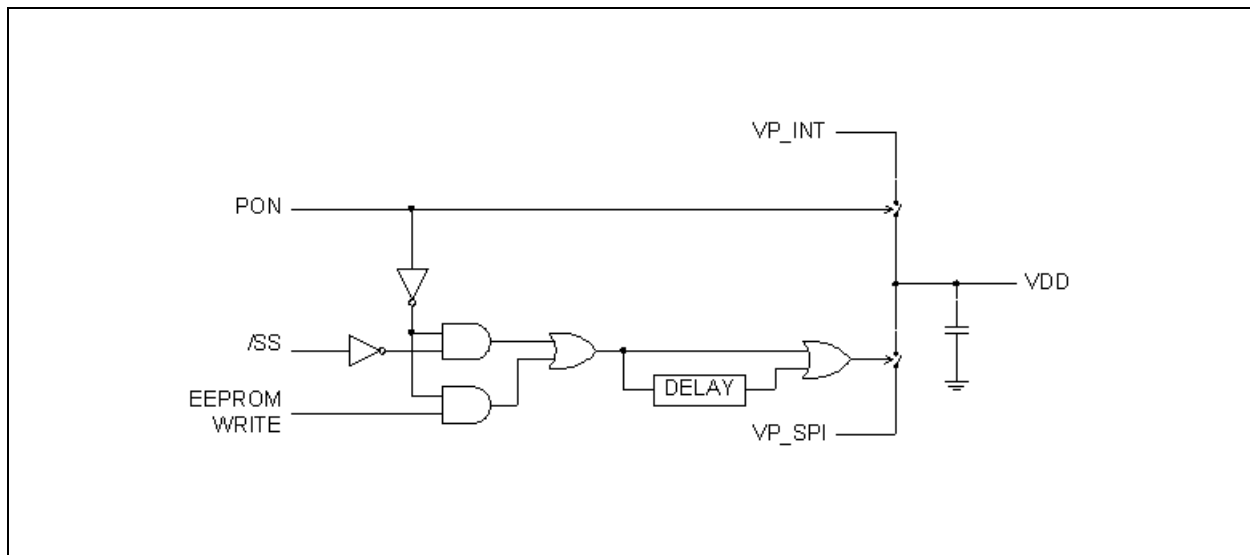 VP_INT
PON
VDD
/SS
EEPROM
WRITE
DELAY
VP_SPI